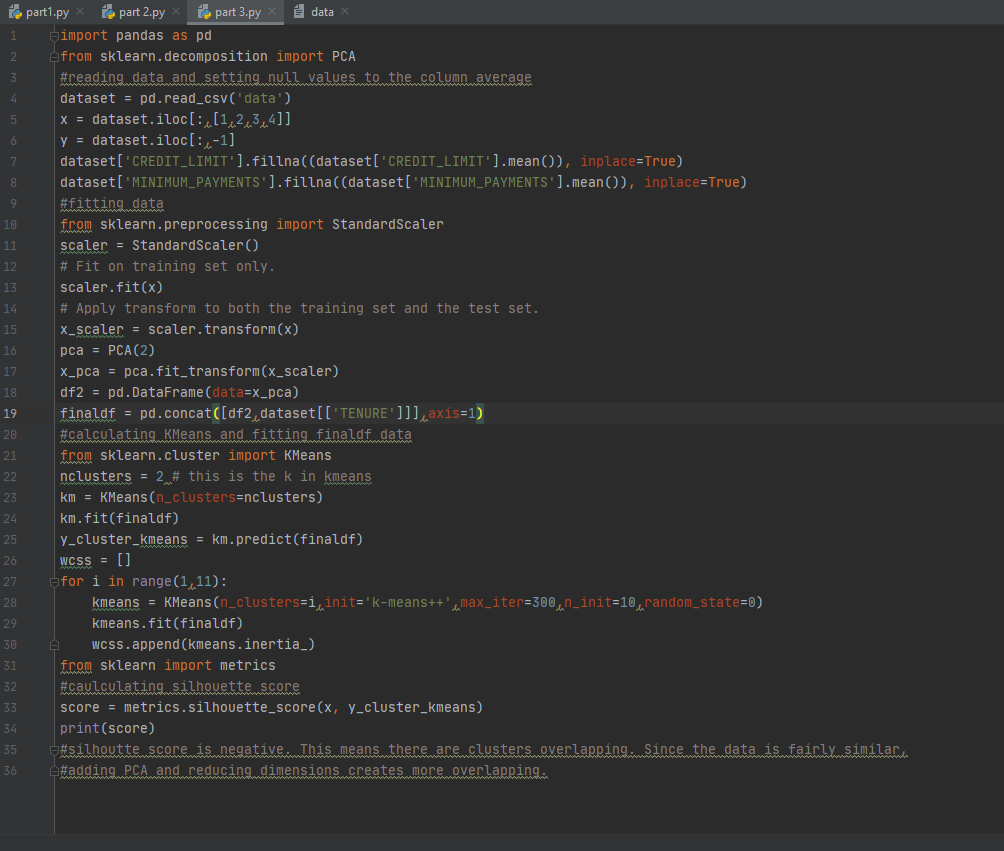 part1.py part 2.py part 3.py data
1 import pandas as pd
2 from sklearn.decomposition import PCA
3 #reading data and setting null values to the column average
4 dataset = pd.read_csv('data')
5 x = dataset.iloc[:,[1,2,3,4]]
6 y = dataset.iloc[:,-1]
7 dataset['CREDIT_LIMIT'].fillna((dataset['CREDIT_LIMIT'].mean()), inplace=True)
8 dataset['MINIMUM_PAYMENTS'].fillna((dataset['MINIMUM_PAYMENTS'].mean()), inplace=True)
9 #fitting data
10 from sklearn.preprocessing import StandardScaler
11 scaler = StandardScaler()
12 # Fit on training set only.
13 scaler.fit(x)
14 # Apply transform to both the training set and the test set.
15 x_scaler = scaler.transform(x)
16 pca = PCA(2)
17 x_pca = pca.fit_transform(x_scaler)
18 df2 = pd.DataFrame(data=x_pca)
19 finaldf = pd.concat([df2,dataset[['TENURE']]],axis=1)
20 #calculating KMeans and fitting finaldf data
21 from sklearn.cluster import KMeans
22 nclusters = 2 # this is the k in kmeans
23 km = KMeans(n_clusters=nclusters)
24 km.fit(finaldf)
25 y_cluster_kmeans = km.predict(finaldf)
26 wcss = []
27 for i in range(1,11):
28     kmeans = KMeans(n_clusters=i,init='k-means++',max_iter=300,n_init=10,random_state=0)
29     kmeans.fit(finaldf)
30     wcss.append(kmeans.inertia_)
31 from sklearn import metrics
32 #caulculating silhouette score
33 score = metrics.silhouette_score(x, y_cluster_kmeans)
34 print(score)
35 #silhoutte score is negative. This means there are clusters overlapping. Since the data is fairly similar,
36 #adding PCA and reducing dimensions creates more overlapping.